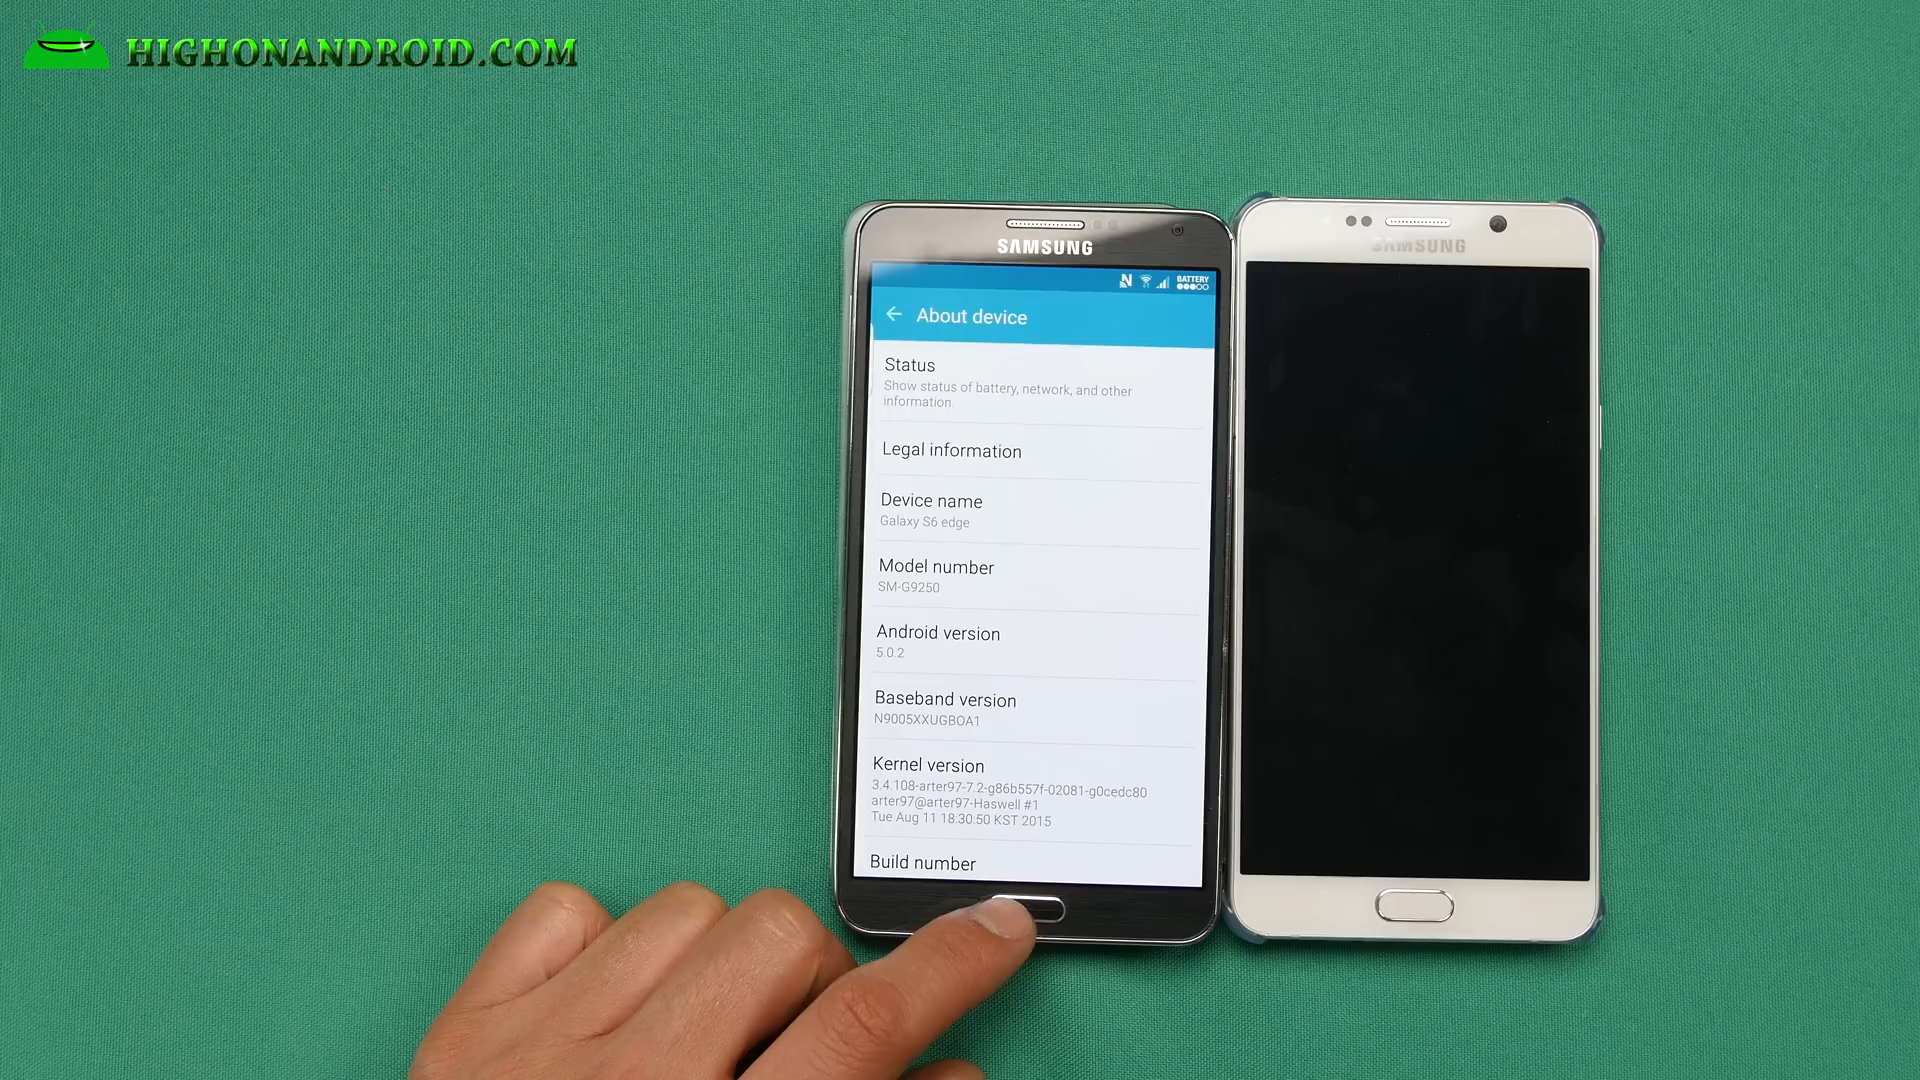 HIGHONANDROID.COM
SAMSUNG
BATTERY
About device
Status
Show status of battery, network, and other
information.
Legal information
Device name
Galaxy S6 edge
Model number
SM-G9250
Android version
5.0.2
Baseband version
N9005XXUGBOA1
Kernel version
3.4.108-arter97-7.2-g86b557f-02081-g0cedc80
arter97@arter97-Haswell #1
Tue Aug 11 18:30:50 KST 2015
Build number
SAMSUNG